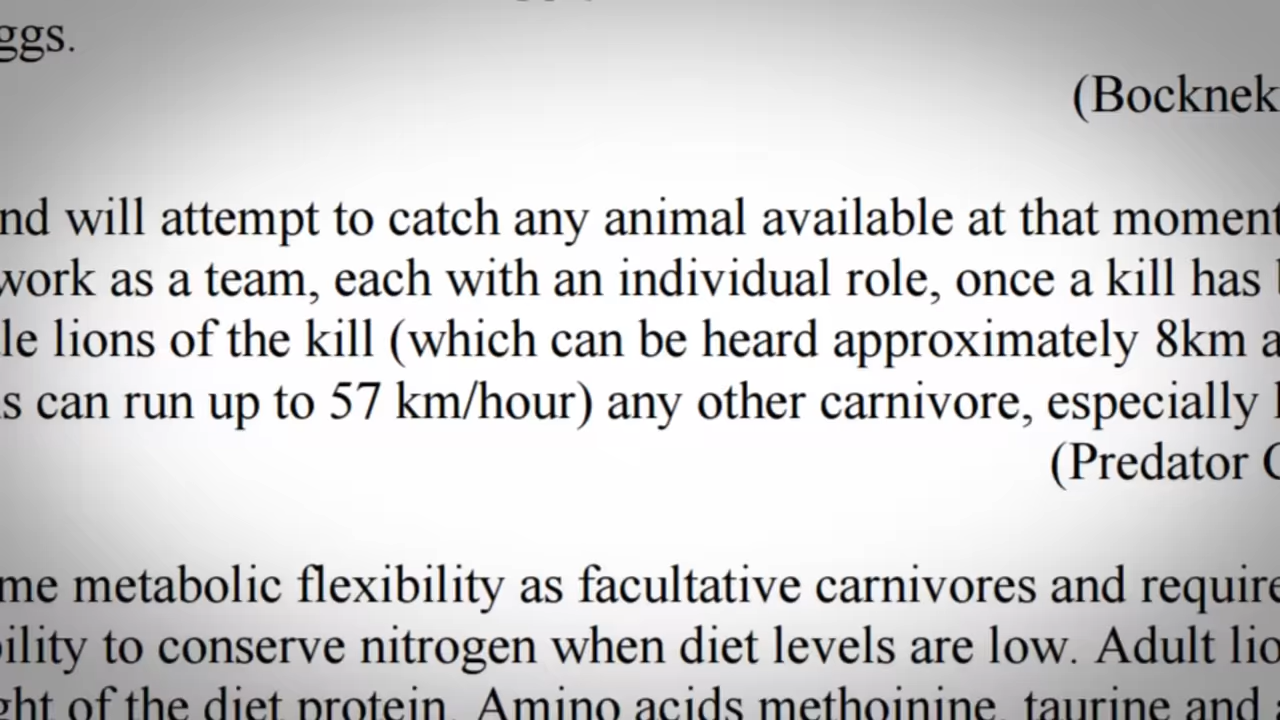 ggs.
(Bocknek
nd will attempt to catch any animal available at that moment
work as a team, each with an individual role, once a kill has
le lions of the kill (which can be heard approximately 8km a
s can run up to 57 km/hour) any other carnivore, especially
(Predator C
me metabolic flexibility as facultative carnivores and require
ility to conserve nitrogen when diet levels are low. Adult lio
ght of the diet protein. Amino acids methoinine, taurine and a